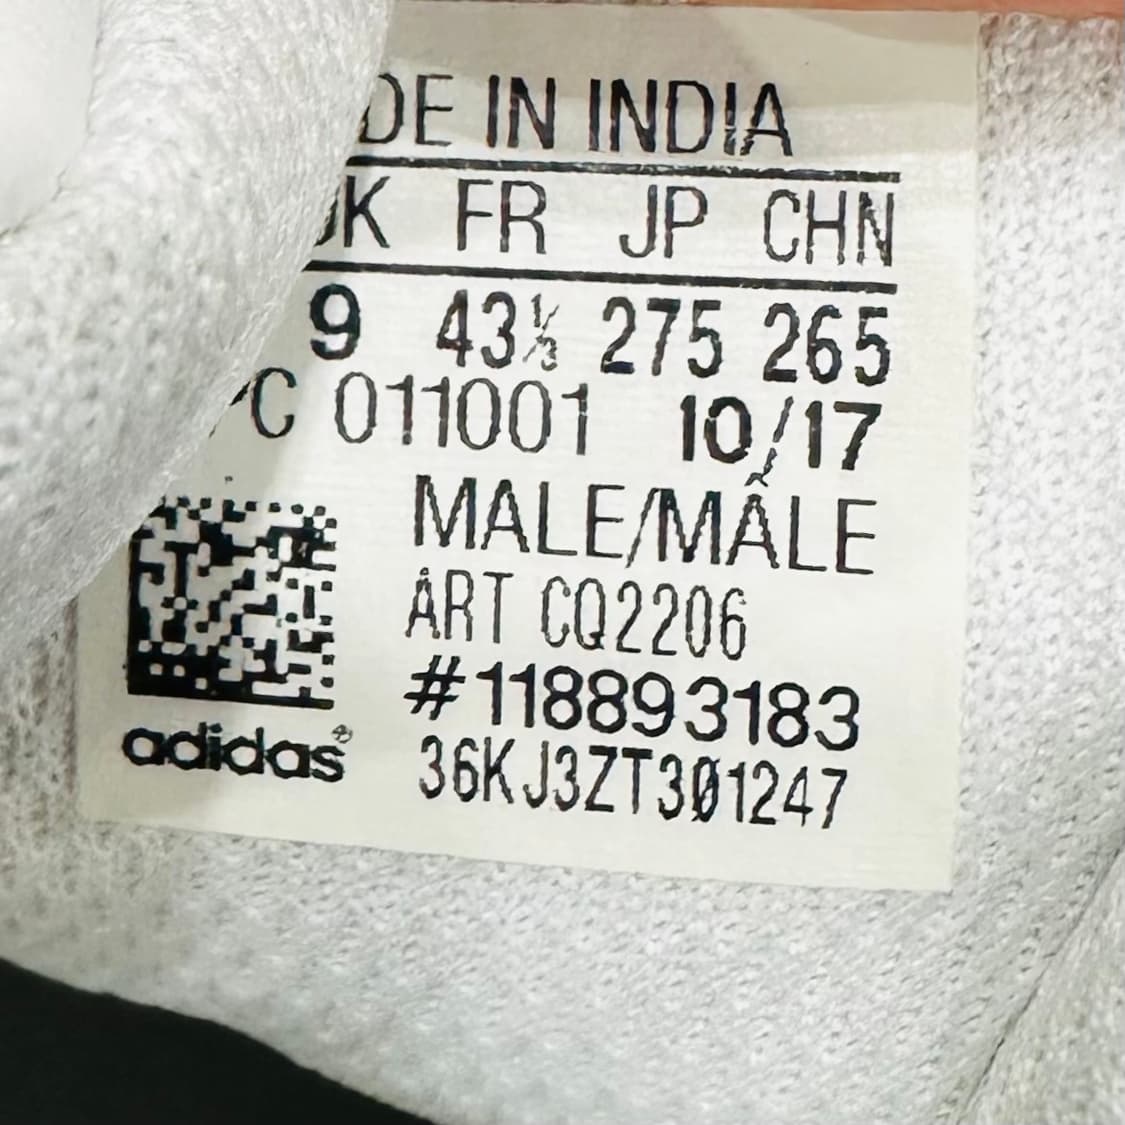 DE IN INDIA
UK FR JP CHN
9 43⅓ 275 265
C 011001 10/17
MALE/MÂLE
ART CQ2206
#118893183
36KJ3ZT301247
adidas®